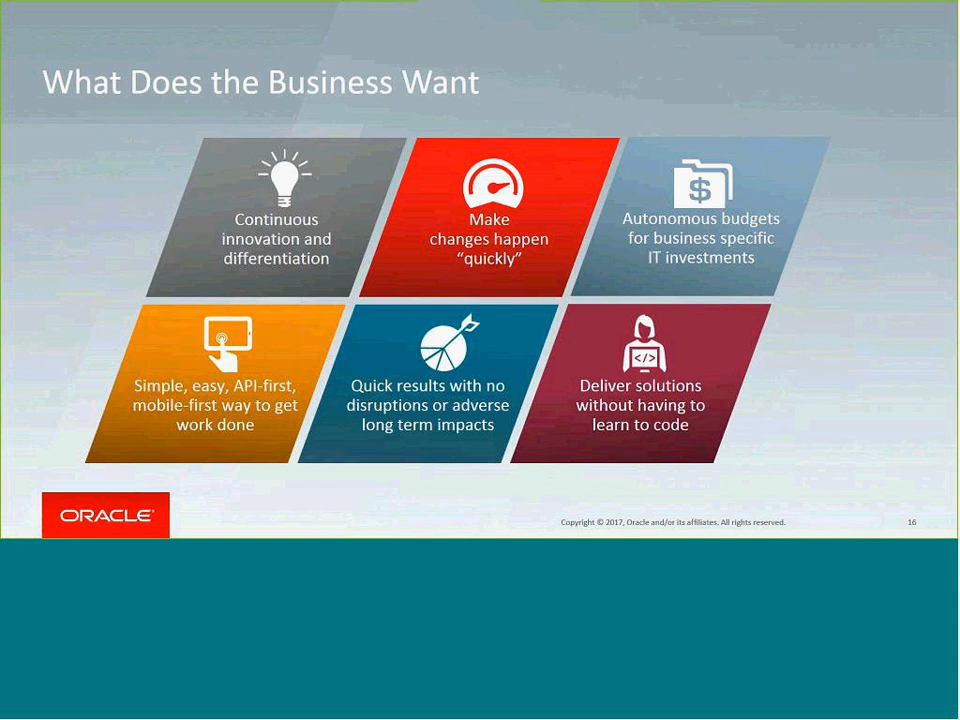 What Does the Business Want
Continuous
innovation and
differentiation
Make
changes happen
“quickly”
Autonomous budgets
for business specific
IT investments
Simple, easy, API-first,
mobile-first way to get
work done
Quick results with no
disruptions or adverse
long term impacts
</>
Deliver solutions
without having to
learn to code
ORACLE
Copyright © 2017, Oracle and/or its affiliates. All rights reserved.
16